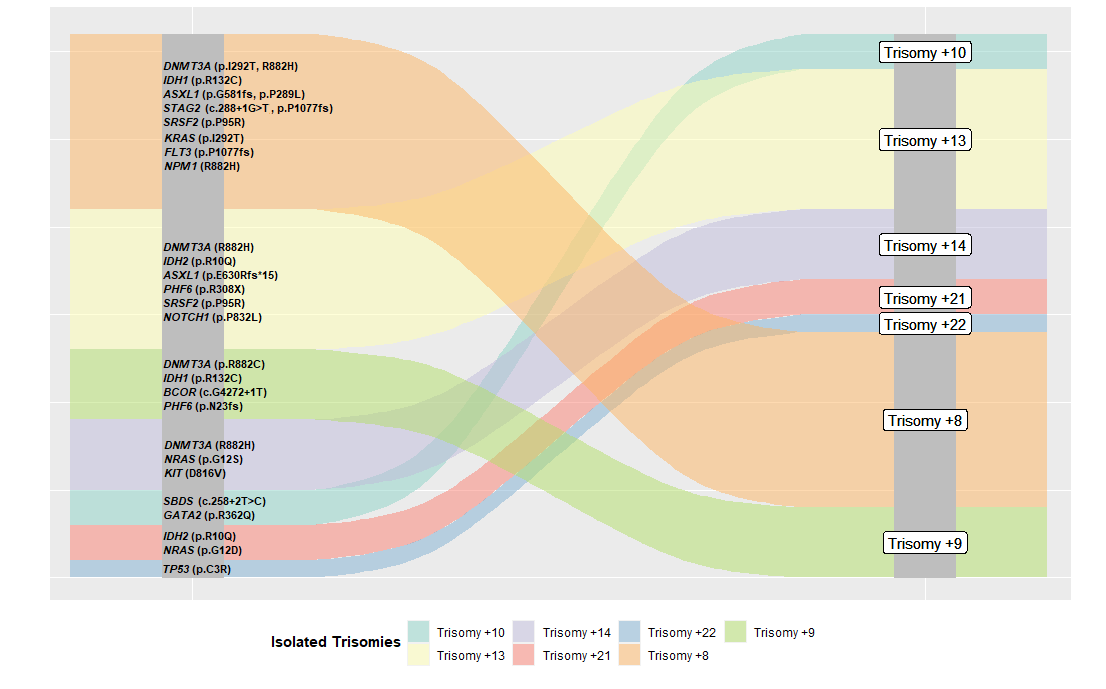 DNMT3A (p.I292T, R882H)
IDH1 (p.R132C)
ASXL1 (p.G581fs, p.P289L)
STAG2 (c.288+1G>T , p.P1077fs)
SRSF2 (p.P95R)
KRAS (p.I292T)
FLT3 (p.P1077fs)
NPM1 (R882H)
DNMT3A (R882H)
IDH2 (p.R10Q)
ASXL1 (p.E630Rfs*15)
PHF6 (p.R308X)
SRSF2 (p.P95R)
NOTCH1 (p.P832L)
DNMT3A (p.R882C)
IDH1 (p.R132C)
BCOR (c.G4272+1T)
PHF6 (p.N23fs)
DNMT3A (R882H)
NRAS (p.G12S)
KIT (D816V)
SBDS (c.258+2T>C)
GATA2 (p.R362Q)
IDH2 (p.R10Q)
NRAS (p.G12D)
TP53 (p.C3R)
Trisomy +10
Trisomy +13
Trisomy +14
Trisomy +21
Trisomy +22
Trisomy +8
Trisomy +9
Isolated Trisomies
Trisomy +10
Trisomy +14
Trisomy +22
Trisomy +9
Trisomy +13
Trisomy +21
Trisomy +8